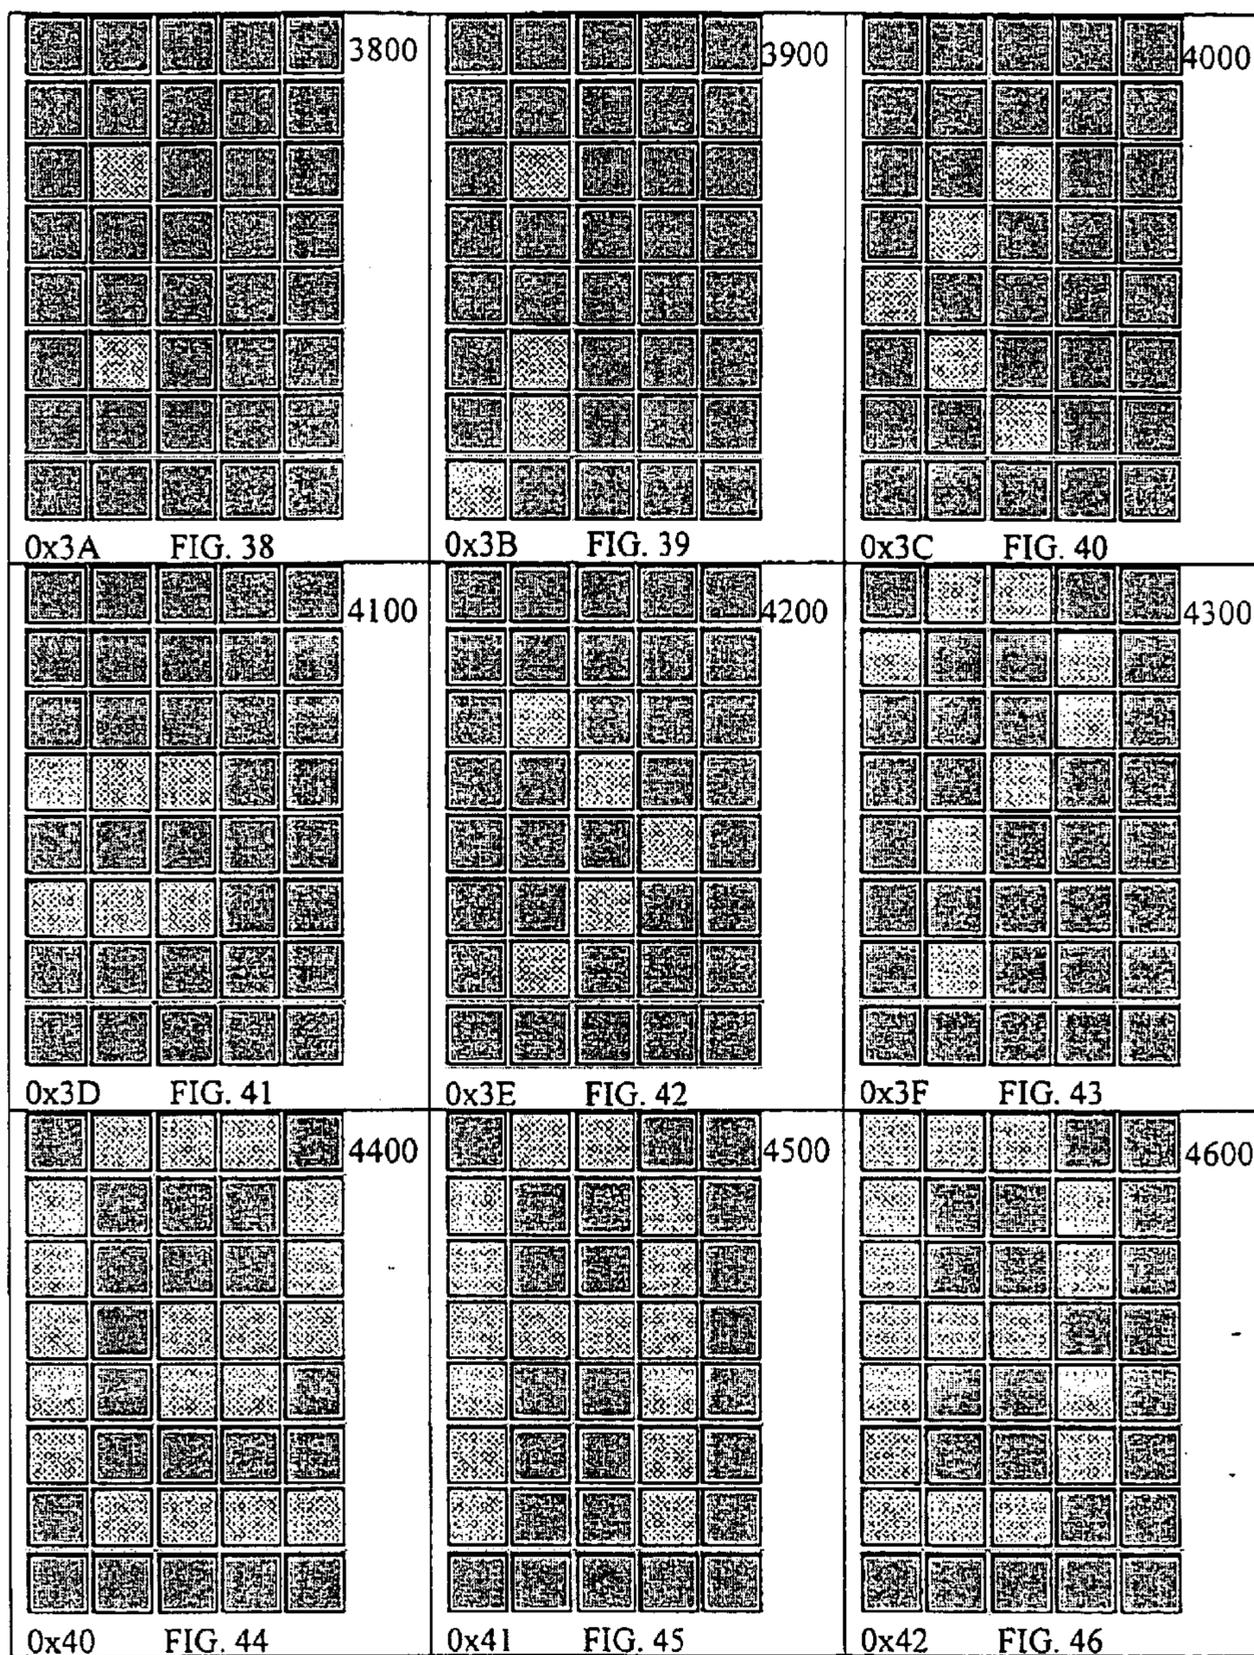 3800
3900
4000
0x3A FIG. 38
0x3B FIG. 39
0x3C FIG. 40
4100
4200
4300
0x3D FIG. 41
0x3E FIG. 42
0x3F FIG. 43
4400
4500
4600
0x40 FIG. 44
0x41 FIG. 45
0x42 FIG. 46